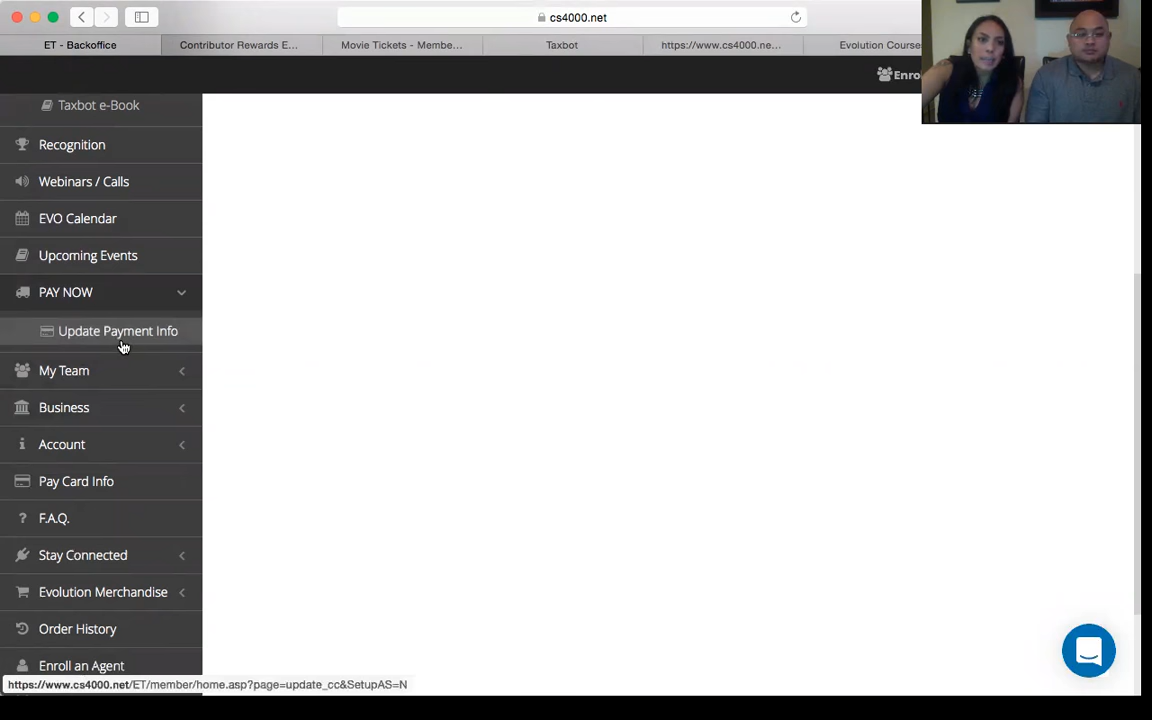 cs4000.net
ET - Backoffice
Contributor Rewards E...
Movie Tickets - Membe...
Taxbot
https://www.cs4000.ne...
Evolution Course
Enro
Taxbot e-Book
Recognition
Webinars / Calls
EVO Calendar
Upcoming Events
PAY NOW
Update Payment Info
My Team
Business
Account
Pay Card Info
F.A.Q.
Stay Connected
Evolution Merchandise
Order History
Enroll an Agent
https://www.cs4000.net/ET/member/home.asp?page=update_cc&SetupAS=N